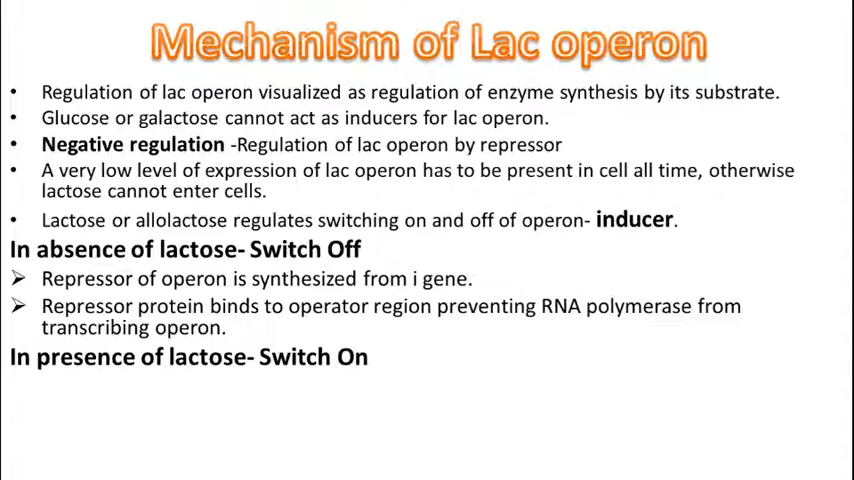 Mechanism of Lac operon
• Regulation of lac operon visualized as regulation of enzyme synthesis by its substrate.
• Glucose or galactose cannot act as inducers for lac operon.
• Negative regulation -Regulation of lac operon by repressor
• A very low level of expression of lac operon has to be present in cell all time, otherwise
lactose cannot enter cells.
• Lactose or allolactose regulates switching on and off of operon- inducer.
In absence of lactose- Switch Off
➢ Repressor of operon is synthesized from i gene.
➢ Repressor protein binds to operator region preventing RNA polymerase from
transcribing operon.
In presence of lactose- Switch On